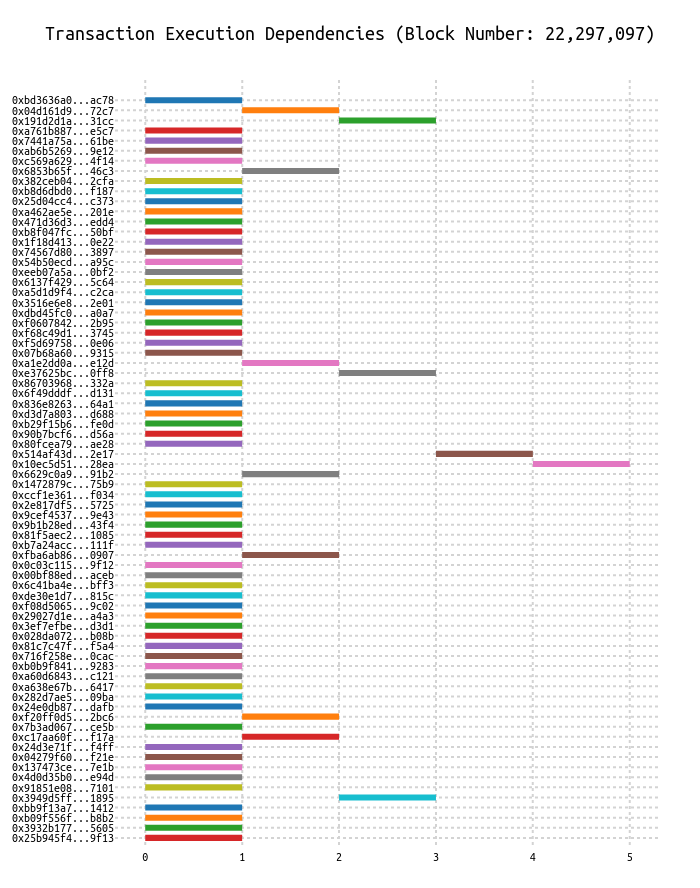 Transaction Execution Dependencies (Block Number: 22,297,097)
0xbd3636a0...ac78
0x04d161d9...72c7
0x191d2d1a...31cc
0xa761b887...e5c7
0x7441a75a...61be
0xab6b5269...9e12
0xc569a629...4f14
0x6853b65f...46c3
0x382ceb04...2cfa
0xb8d6dbd0...f187
0x25d04cc4...c373
0xa462ae5e...201e
0x471d36d3...edd4
0xb8f047fc...50bf
0x1f18d413...0e22
0x74567d80...3897
0x54b50ecd...a95c
0xeeb07a5a...0bf2
0x6137f429...5c64
0xa5d1d9f4...c2ca
0x3516e6e8...2e01
0xdbd45fc0...a0a7
0xf0607842...2b95
0xf68c49d1...3745
0xf5d69758...0e06
0x07b68a60...9315
0xa1e2dd0a...e12d
0xe37625bc...0ff8
0x86703968...332a
0x6f49dddf...d131
0x836e8263...64a1
0xd3d7a803...d688
0xb29f15b6...fe0d
0x90b7bcf6...d56a
0x80fcea79...ae28
0x514af43d...2e17
0x10ec5d51...28ea
0x6629c0a9...91b2
0x1472879c...75b9
0xccf1e361...f034
0x2e817df5...5725
0x9cef4537...9e43
0x9b1b28ed...43f4
0x81f5aec2...1085
0xb7a24acc...111f
0xfba6ab86...0907
0x0c03c115...9f12
0x00bf88ed...aceb
0x6c41ba4e...bff3
0xde30e1d7...815c
0xf08d5065...9c02
0x29027d1e...a4a3
0x3ef7efbe...d3d1
0x028da072...b08b
0x81c7c47f...f5a4
0x716f258e...0cac
0xb0b9f841...9283
0xa60d6843...c121
0xa638e67b...6417
0x282d7ae5...09ba
0x24e0db87...dafb
0xf20ff0d5...2bc6
0x7b3ad067...ce5b
0xc17aa60f...f17a
0x24d3e71f...f4ff
0x04279f60...f21e
0x137473ce...7e1b
0x4d0d35b0...e94d
0x91851e08...7101
0x3949d5ff...1895
0xbb9f13a7...1412
0xb09f556f...b8b2
0x3932b177...5605
0x25b945f4...9f13
0 1 2 3 4 5